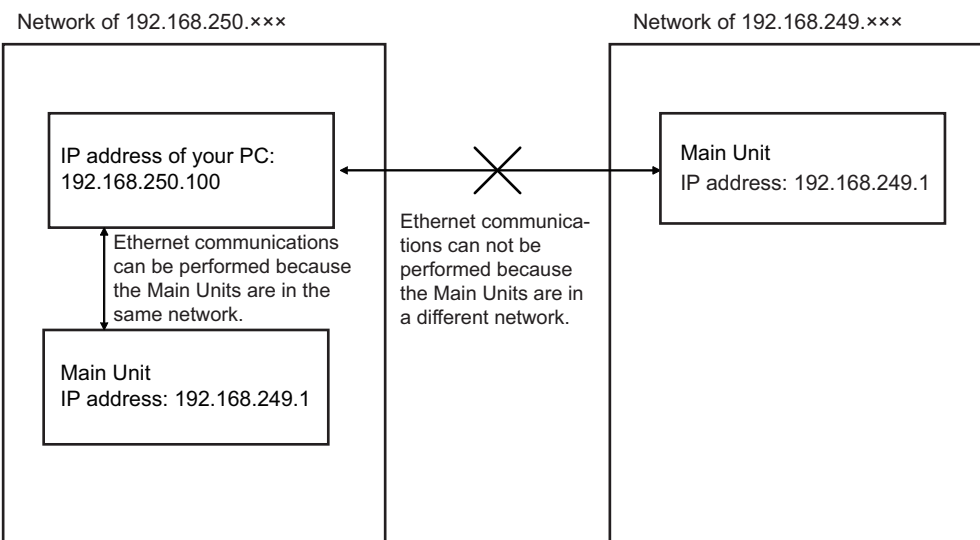 Network of 192.168.250.×××
Network of 192.168.249.×××
IP address of your PC:
192.168.250.100
Main Unit
IP address: 192.168.249.1
Ethernet communications
can be performed because
the Main Units are in the
same network.
Ethernet communica-
tions can not be
performed because
the Main Units are in
a different network.
Main Unit
IP address: 192.168.249.1